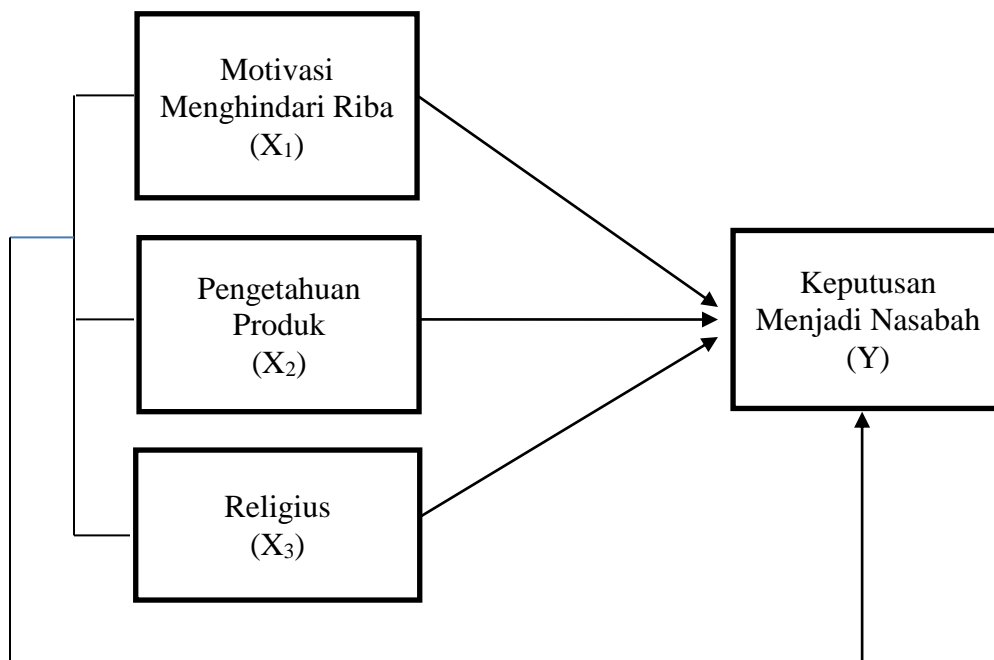 Motivasi
Menghindari Riba
(X₁)
Pengetahuan
Produk
(X₂)
Religius
(X₃)
Keputusan
Menjadi Nasabah
(Y)